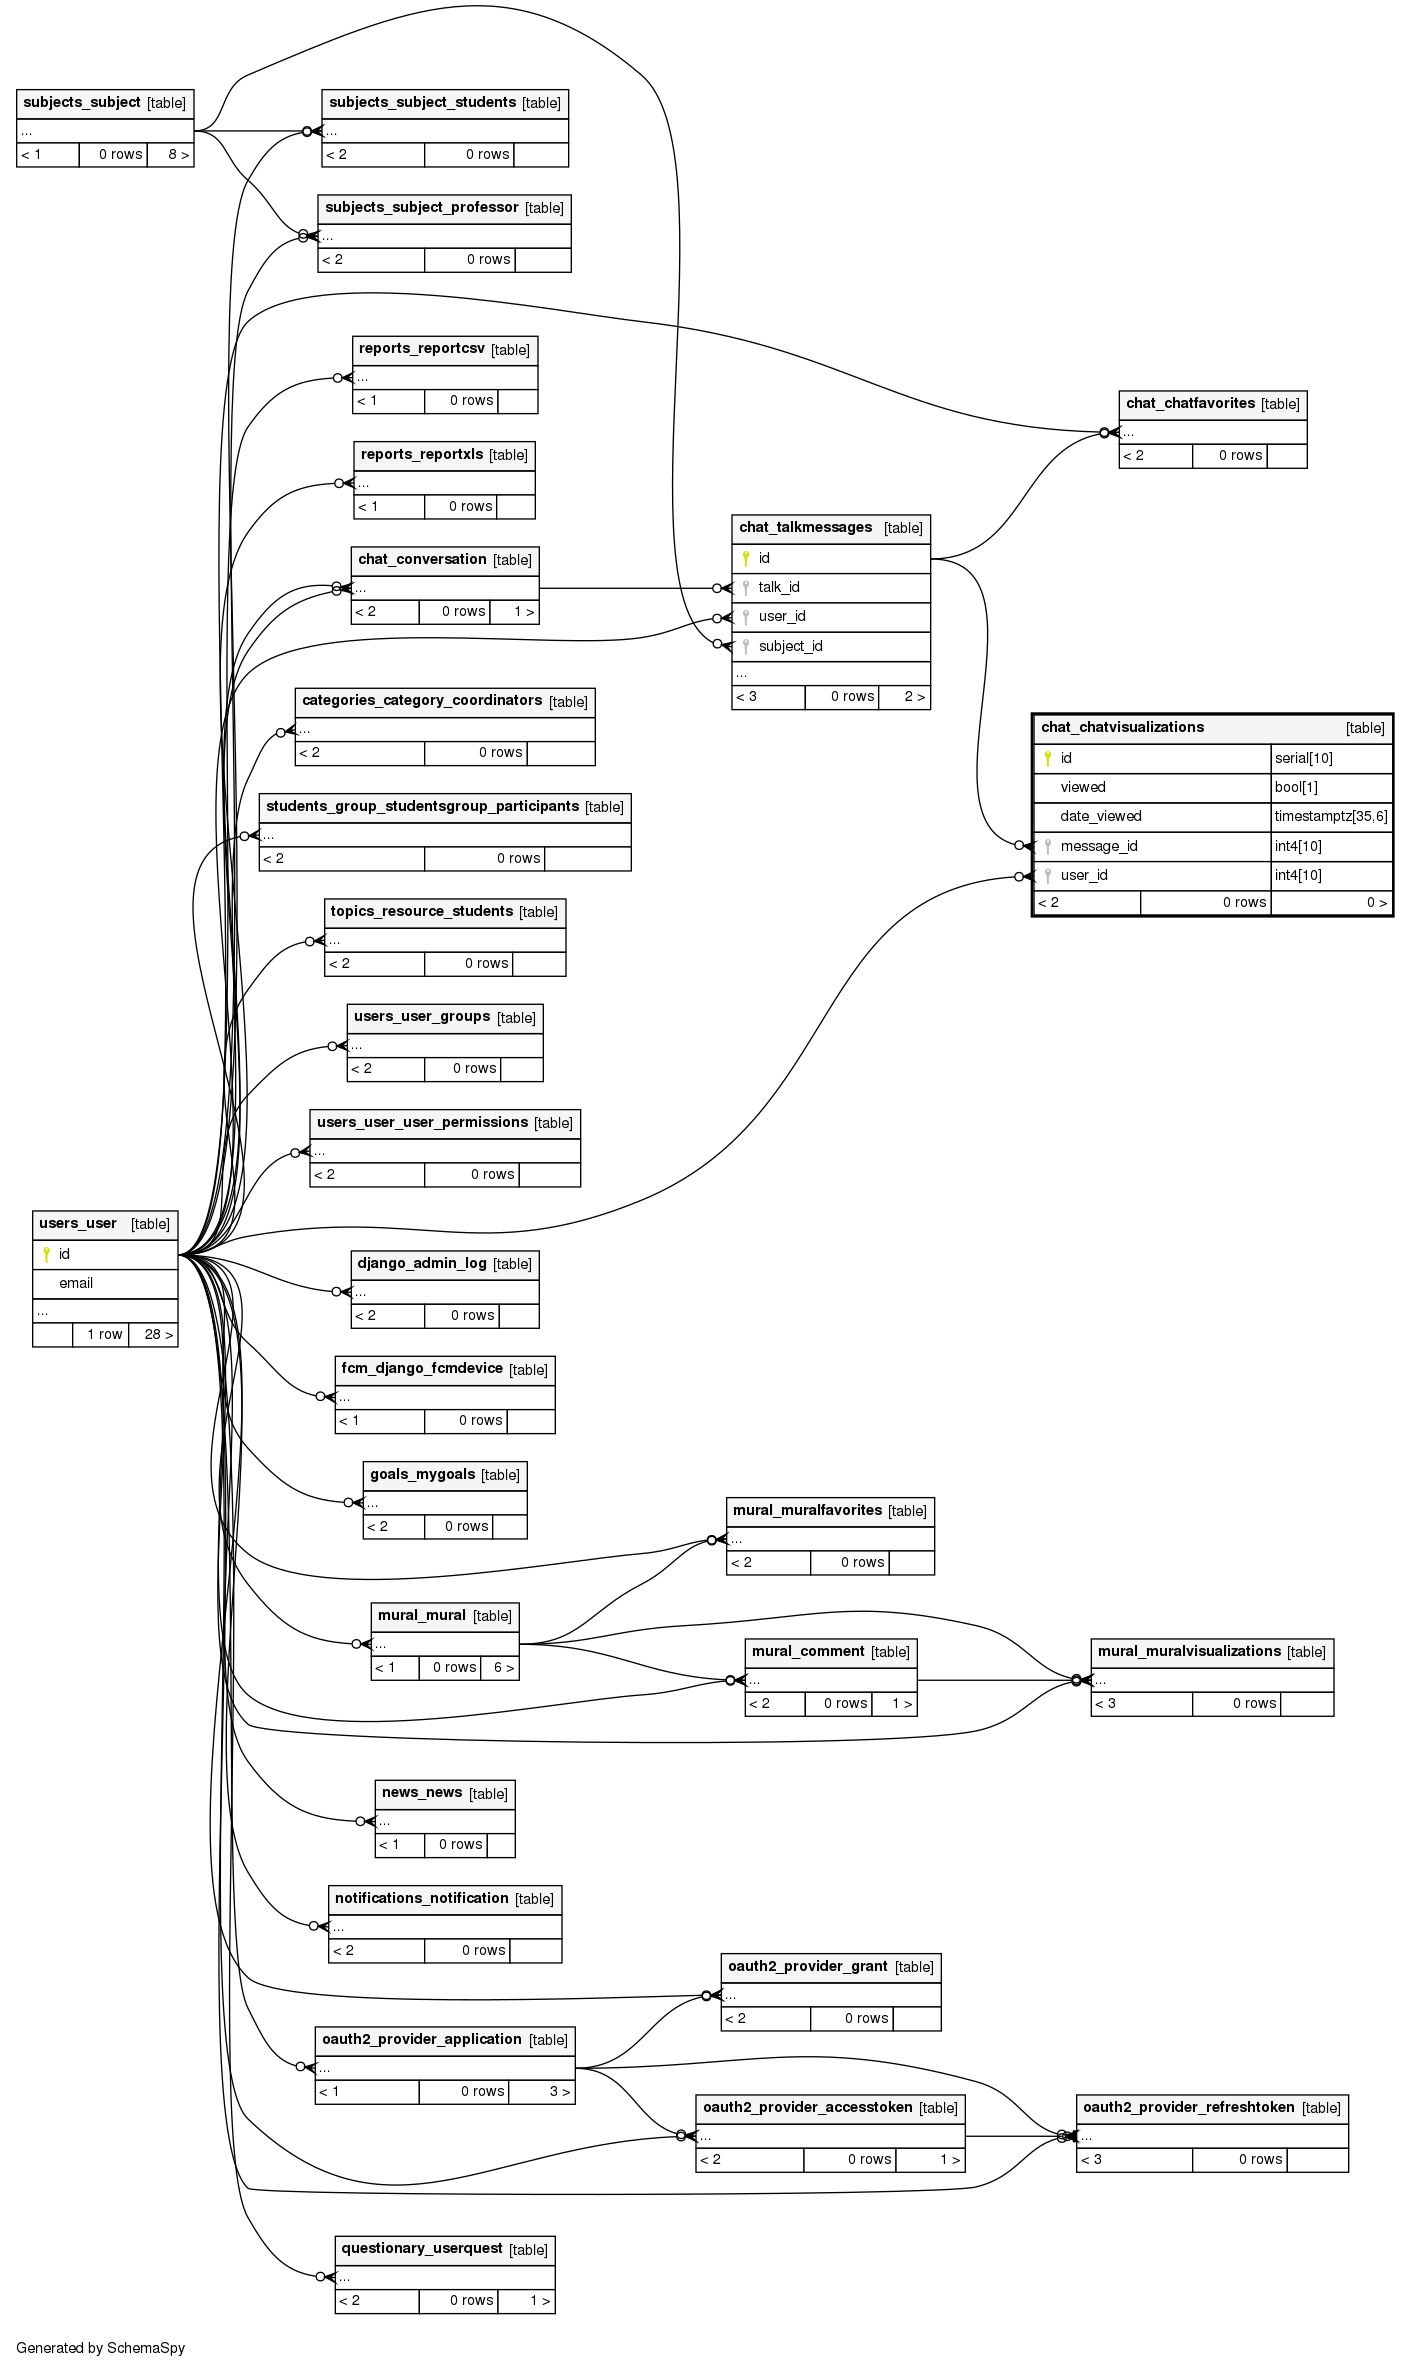 subjects_subject [table]
...
< 1 0 rows 8 >
subjects_subject_students [table]
...
< 2 0 rows
subjects_subject_professor [table]
...
< 2 0 rows
reports_reportcsv [table]
...
< 1 0 rows
chat_chatfavorites [table]
...
< 2 0 rows
reports_reportxls [table]
...
< 1 0 rows
chat_talkmessages [table]
id
talk_id
user_id
subject_id
...
< 3 0 rows 2 >
chat_conversation [table]
...
< 2 0 rows 1 >
categories_category_coordinators [table]
...
< 2 0 rows
chat_chatvisualizations [table]
id serial[10]
viewed bool[1]
date_viewed timestamptz[35,6]
message_id int4[10]
user_id int4[10]
< 2 0 rows 0 >
students_group_studentsgroup_participants [table]
...
< 2 0 rows
topics_resource_students [table]
...
< 2 0 rows
users_user_groups [table]
...
< 2 0 rows
users_user_user_permissions [table]
...
< 2 0 rows
users_user [table]
id
email
...
1 row 28 >
django_admin_log [table]
...
< 2 0 rows
fcm_django_fcmdevice [table]
...
< 1 0 rows
goals_mygoals [table]
...
< 2 0 rows
mural_muralfavorites [table]
...
< 2 0 rows
mural_mural [table]
...
< 1 0 rows 6 >
mural_comment [table]
...
< 2 0 rows 1 >
mural_muralvisualizations [table]
...
< 3 0 rows
news_news [table]
...
< 1 0 rows
notifications_notification [table]
...
< 2 0 rows
oauth2_provider_grant [table]
...
< 2 0 rows
oauth2_provider_application [table]
...
< 1 0 rows 3 >
oauth2_provider_accesstoken [table]
...
< 2 0 rows 1 >
oauth2_provider_refreshtoken [table]
...
< 3 0 rows
questionary_userquest [table]
...
< 2 0 rows 1 >
Generated by SchemaSpy